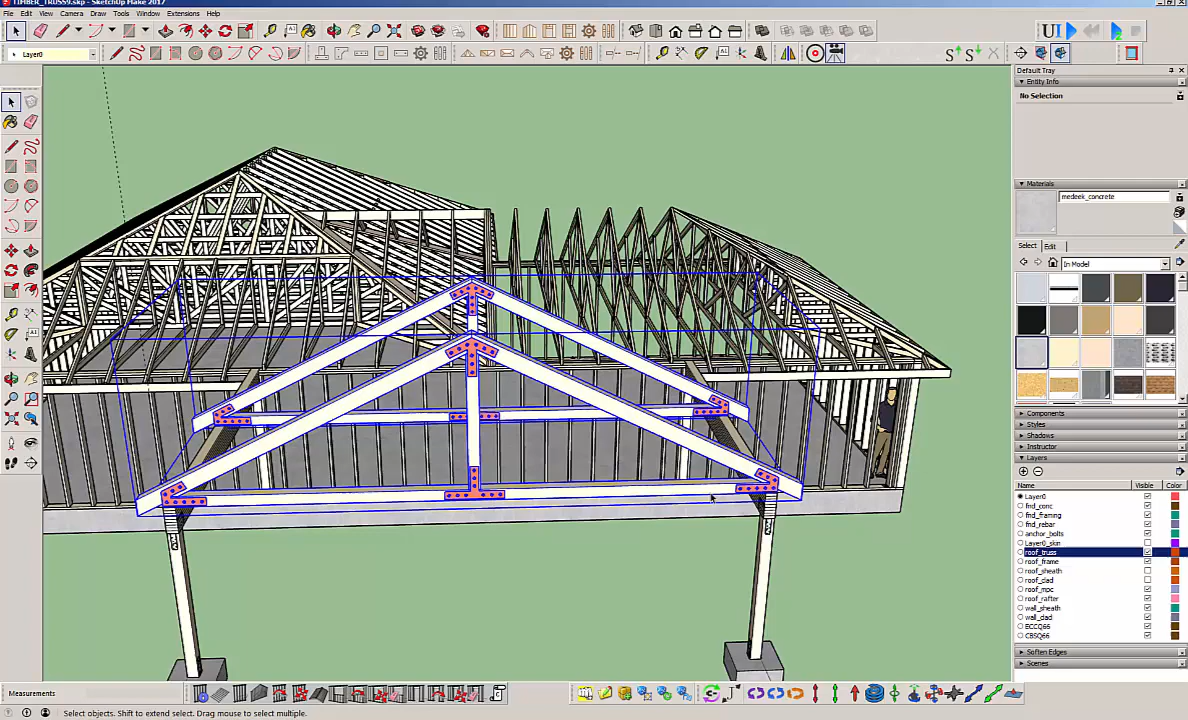 TIMBER_TRUSS9.skp - SketchUp Make 2017
File Edit View Camera Draw Tools Window Extensions Help
Layer0
UI
Default Tray
Entity Info
No Selection
Materials
medeek_concrete
Select Edit
In Model
Components
Styles
Shadows
Instructor
Layers
Name Visible Color
Layer0
fnd_conc
fnd_framing
fnd_rebar
anchor_bolts
Layer0_skin
roof_truss
roof_frame
roof_sheath
roof_clad
roof_mpc
roof_rafter
wall_sheath
wall_clad
ECCQ66
CBSQ66
Soften Edges
Scenes
Measurements
Select objects. Shift to extend select. Drag mouse to select multiple.